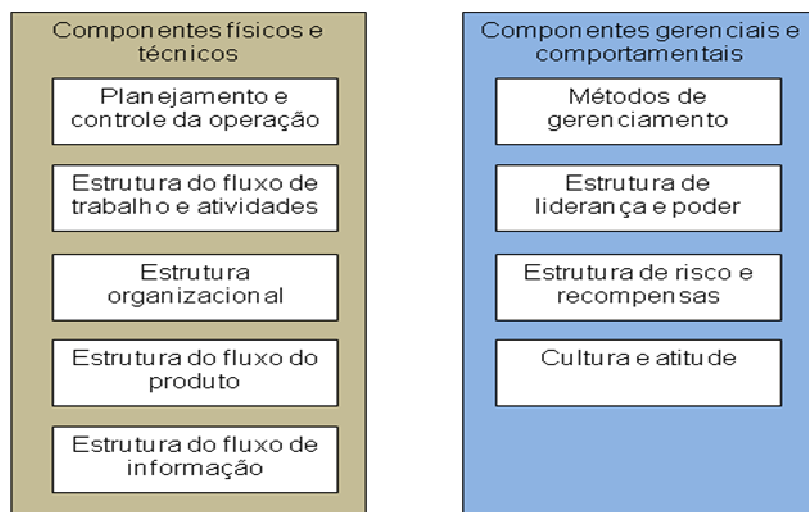 Componentes físicos e
técnicos
Planejamento e
controle da operação
Estrutura do fluxo de
trabalho e atividades
Estrutura
organizacional
Estrutura do fluxo do
produto
Estrutura do fluxo de
informação
Componentes gerenciais e
comportamentais
Métodos de
gerenciamento
Estrutura de
liderança e poder
Estrutura de risco e
recompensas
Cultura e atitude